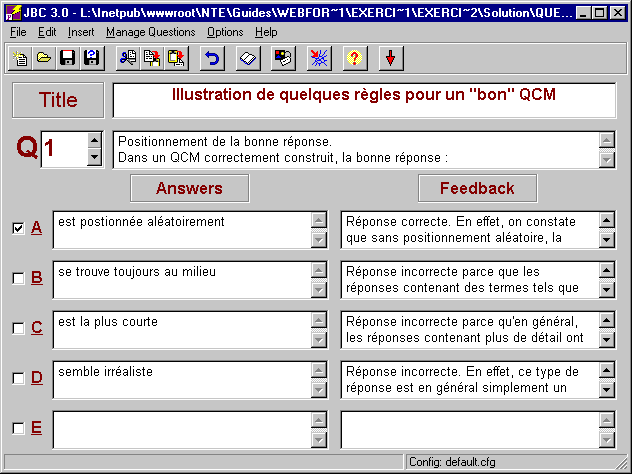 JBC 3.0 - L:\Inetpub\wwwroot\NTE\Guides\WEBFOR~1\EXERCI~1\EXERCI~2\Solution\QUE...
File Edit Insert Manage Questions Options Help
Title
Illustration de quelques règles pour un "bon" QCM
Q 1
Positionnement de la bonne réponse.
Dans un QCM correctement construit, la bonne réponse :
Answers
Feedback
A
est postionnée aléatoirement
Réponse correcte. En effet, on constate
que sans positionnement aléatoire, la
B
se trouve toujours au milieu
Réponse incorrecte parce que les
réponses contenant des termes tels que
C
est la plus courte
Réponse incorrecte parce qu'en général,
les réponses contenant plus de détail ont
D
semble irréaliste
Réponse incorrecte. En effet, ce type de
réponse est en général simplement un
E
Config: default.cfg